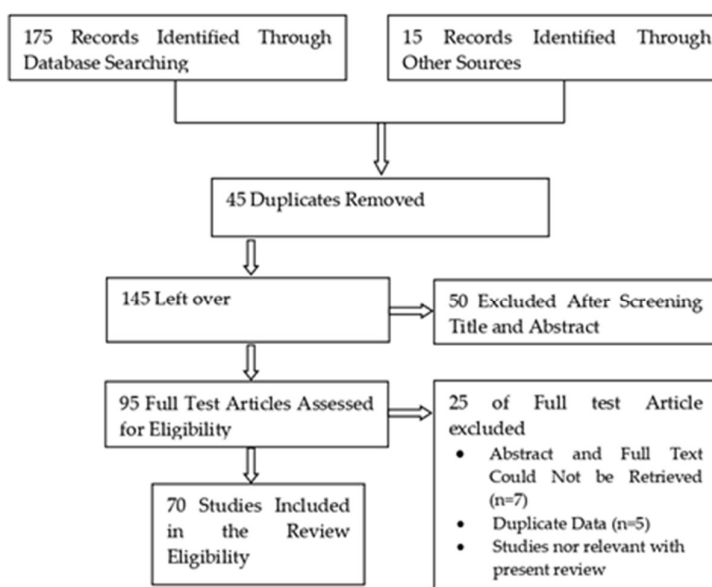 175 Records Identified Through
Database Searching
15 Records Identified Through
Other Sources
45 Duplicates Removed
145 Left over
50 Excluded After Screening
Title and Abstract
95 Full Test Articles Assessed
for Eligibility
25 of Full test Article
excluded
• Abstract and Full Text
Could Not be Retrieved
(n=7)
• Duplicate Data (n=5)
• Studies nor relevant with
present review
70 Studies Included
in the Review
Eligibility